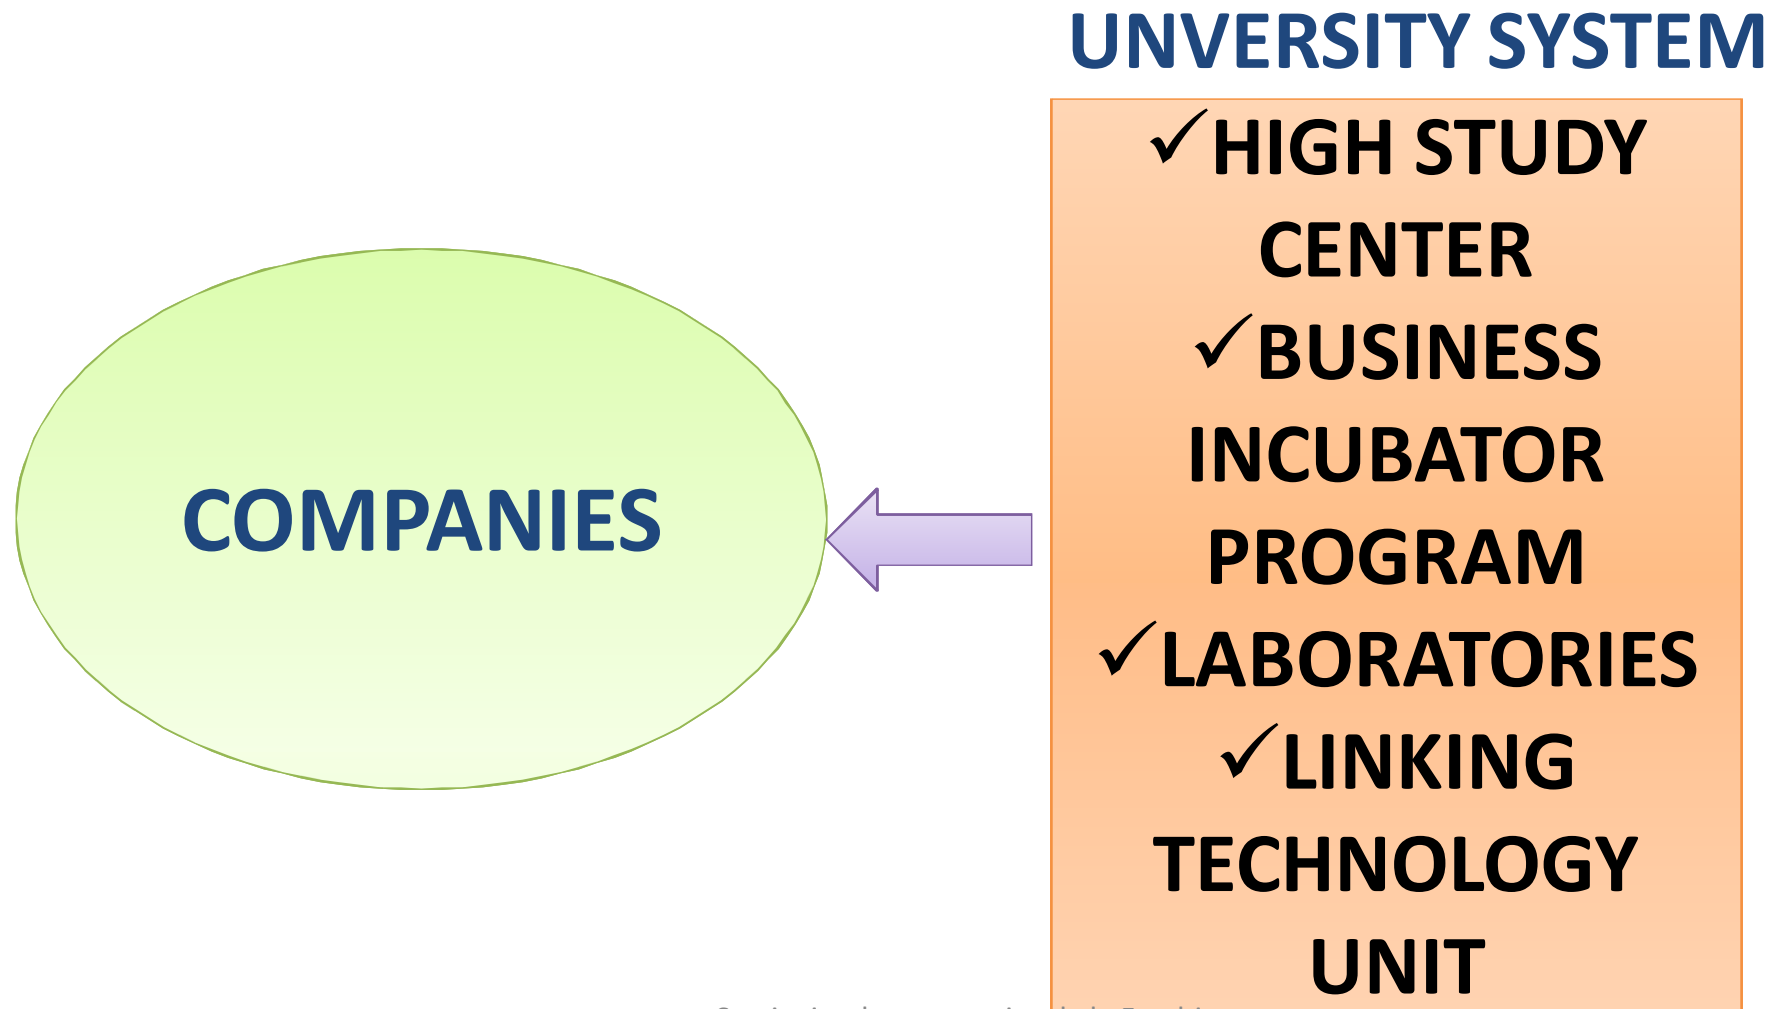 UNVERSITY SYSTEM
✓HIGH STUDY
CENTER
✓BUSINESS
INCUBATOR
PROGRAM
✓LABORATORIES
✓LINKING
TECHNOLOGY
UNIT
COMPANIES